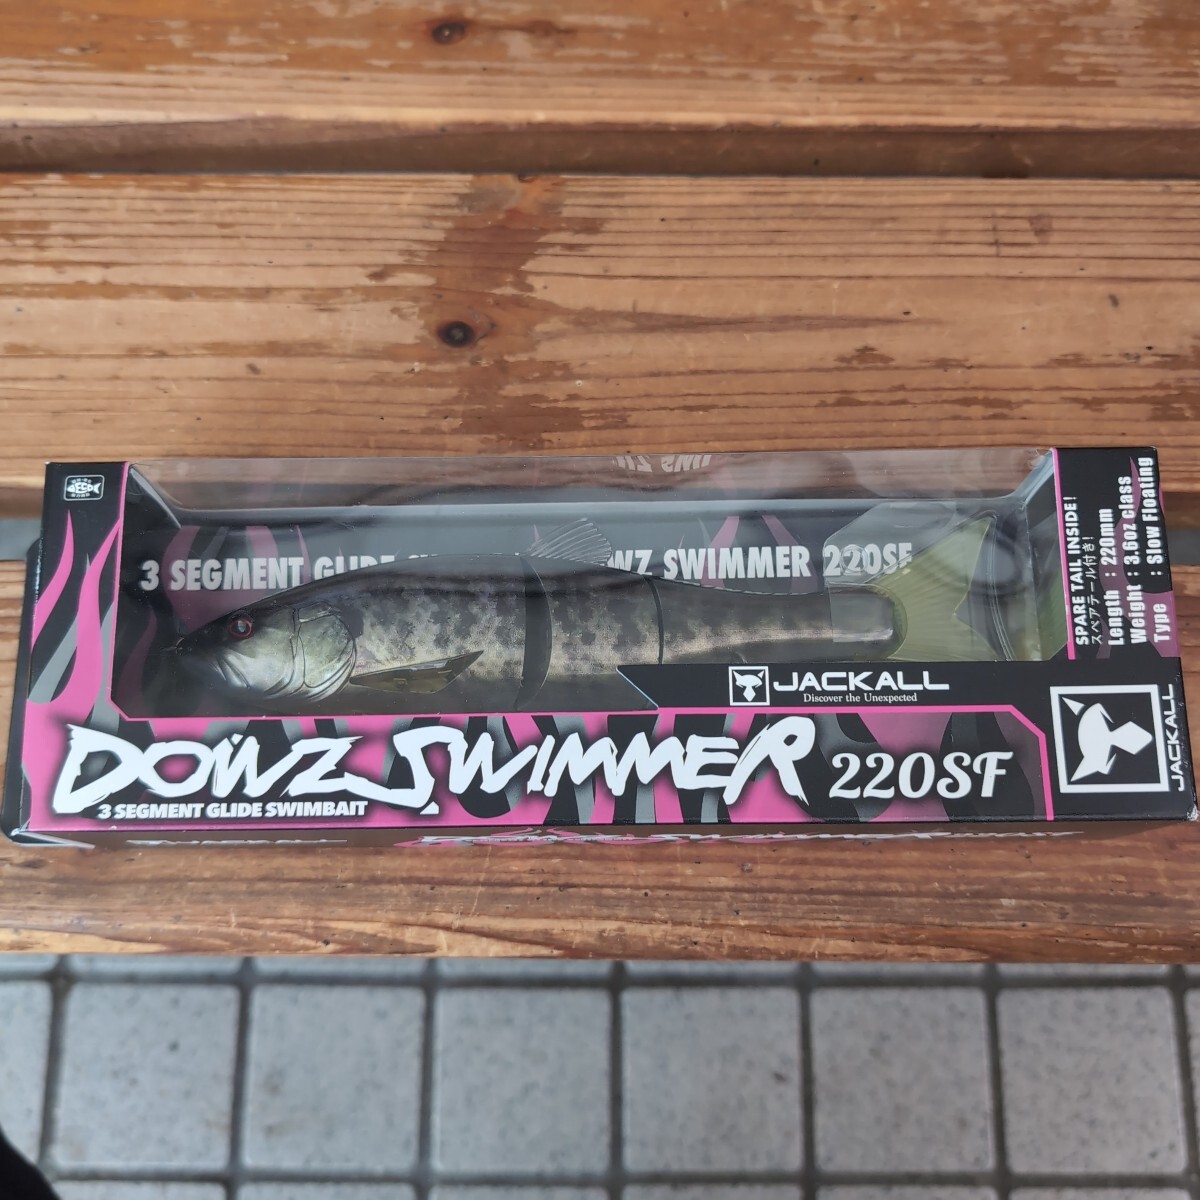 3 SEGMENT GLIDE
SWIMMER 220SF
SPARE TAIL INSIDE!
スペアテール付き!
Length : 220mm
Weight : 3.6oz class
Type : Slow Floating
JACKALL
Discover the Unexpected
DOWZ SWIMMER 220SF
3 SEGMENT GLIDE SWIMBAIT
JACKALL